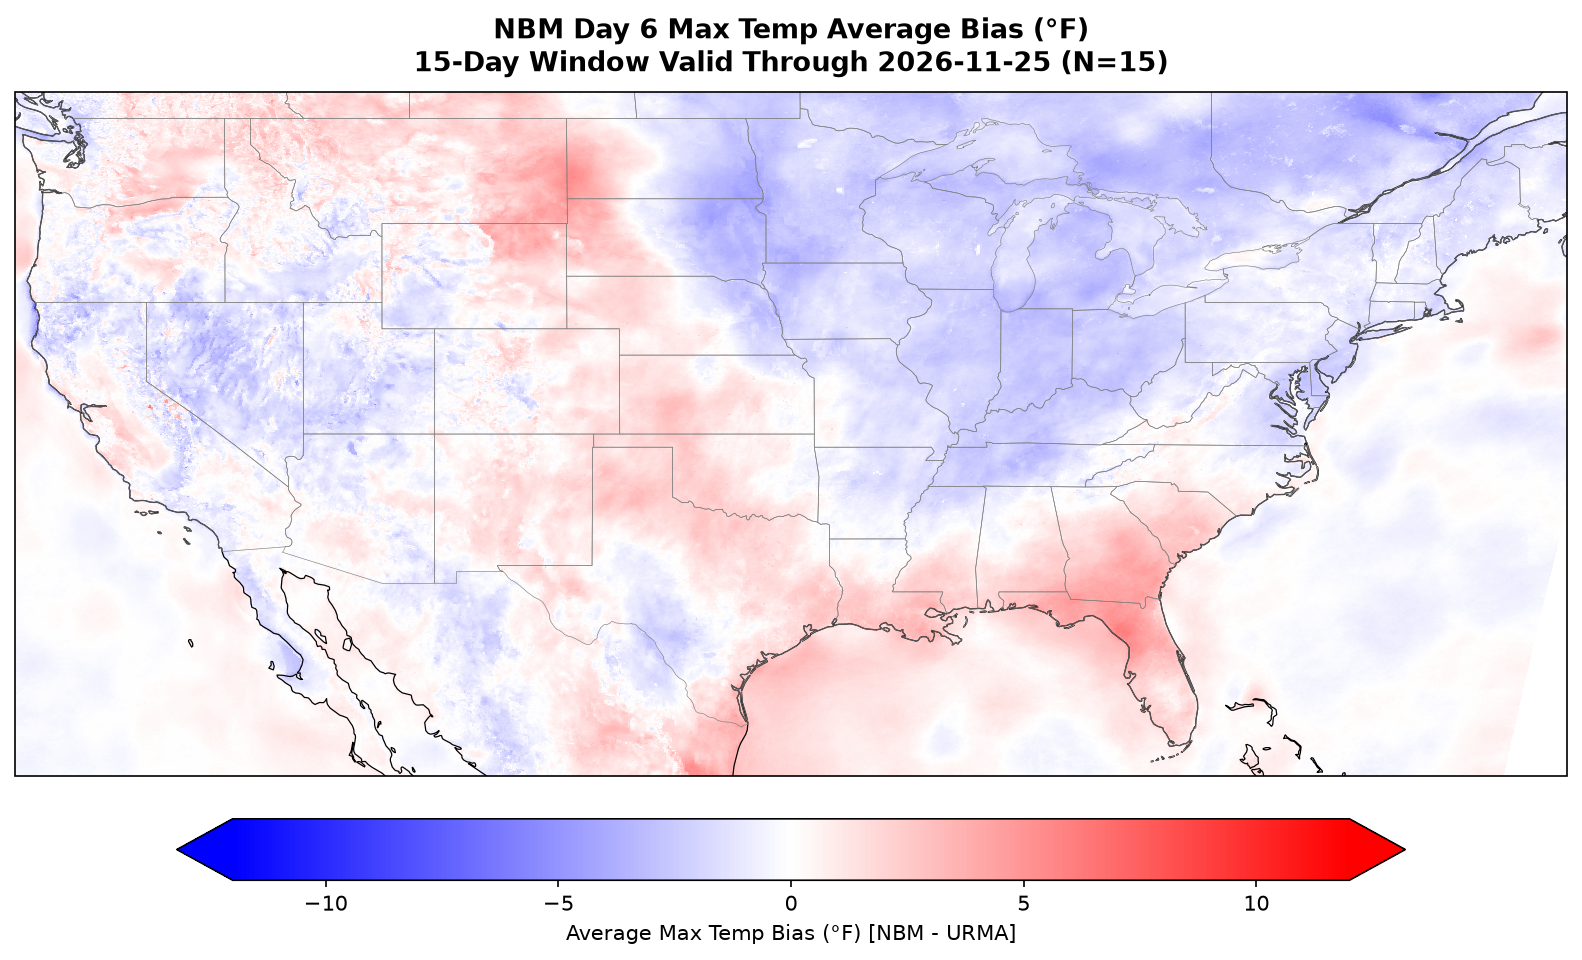 NBM Day 6 Max Temp Average Bias (°F)
15-Day Window Valid Through 2026-11-25 (N=15)
−10 −5 0 5 10
Average Max Temp Bias (°F) [NBM - URMA]